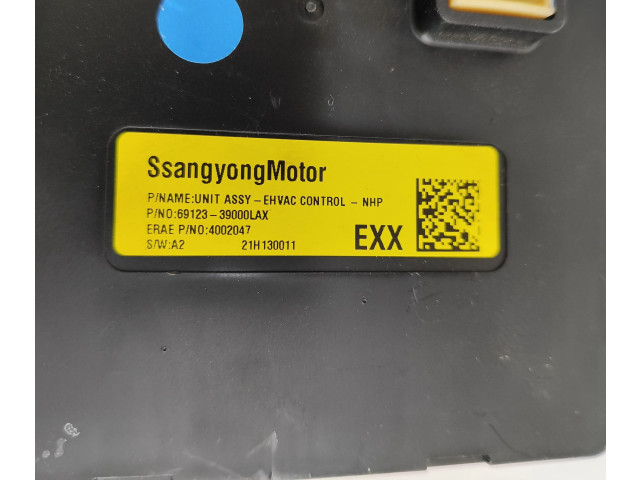 SsangyongMotor
P/NAME:UNIT ASSY-EHVAC CONTROL - NHP
P/NO:69123-39000LAX
ERAE P/NO:4002047
S/W:A2 21H130011 EXX